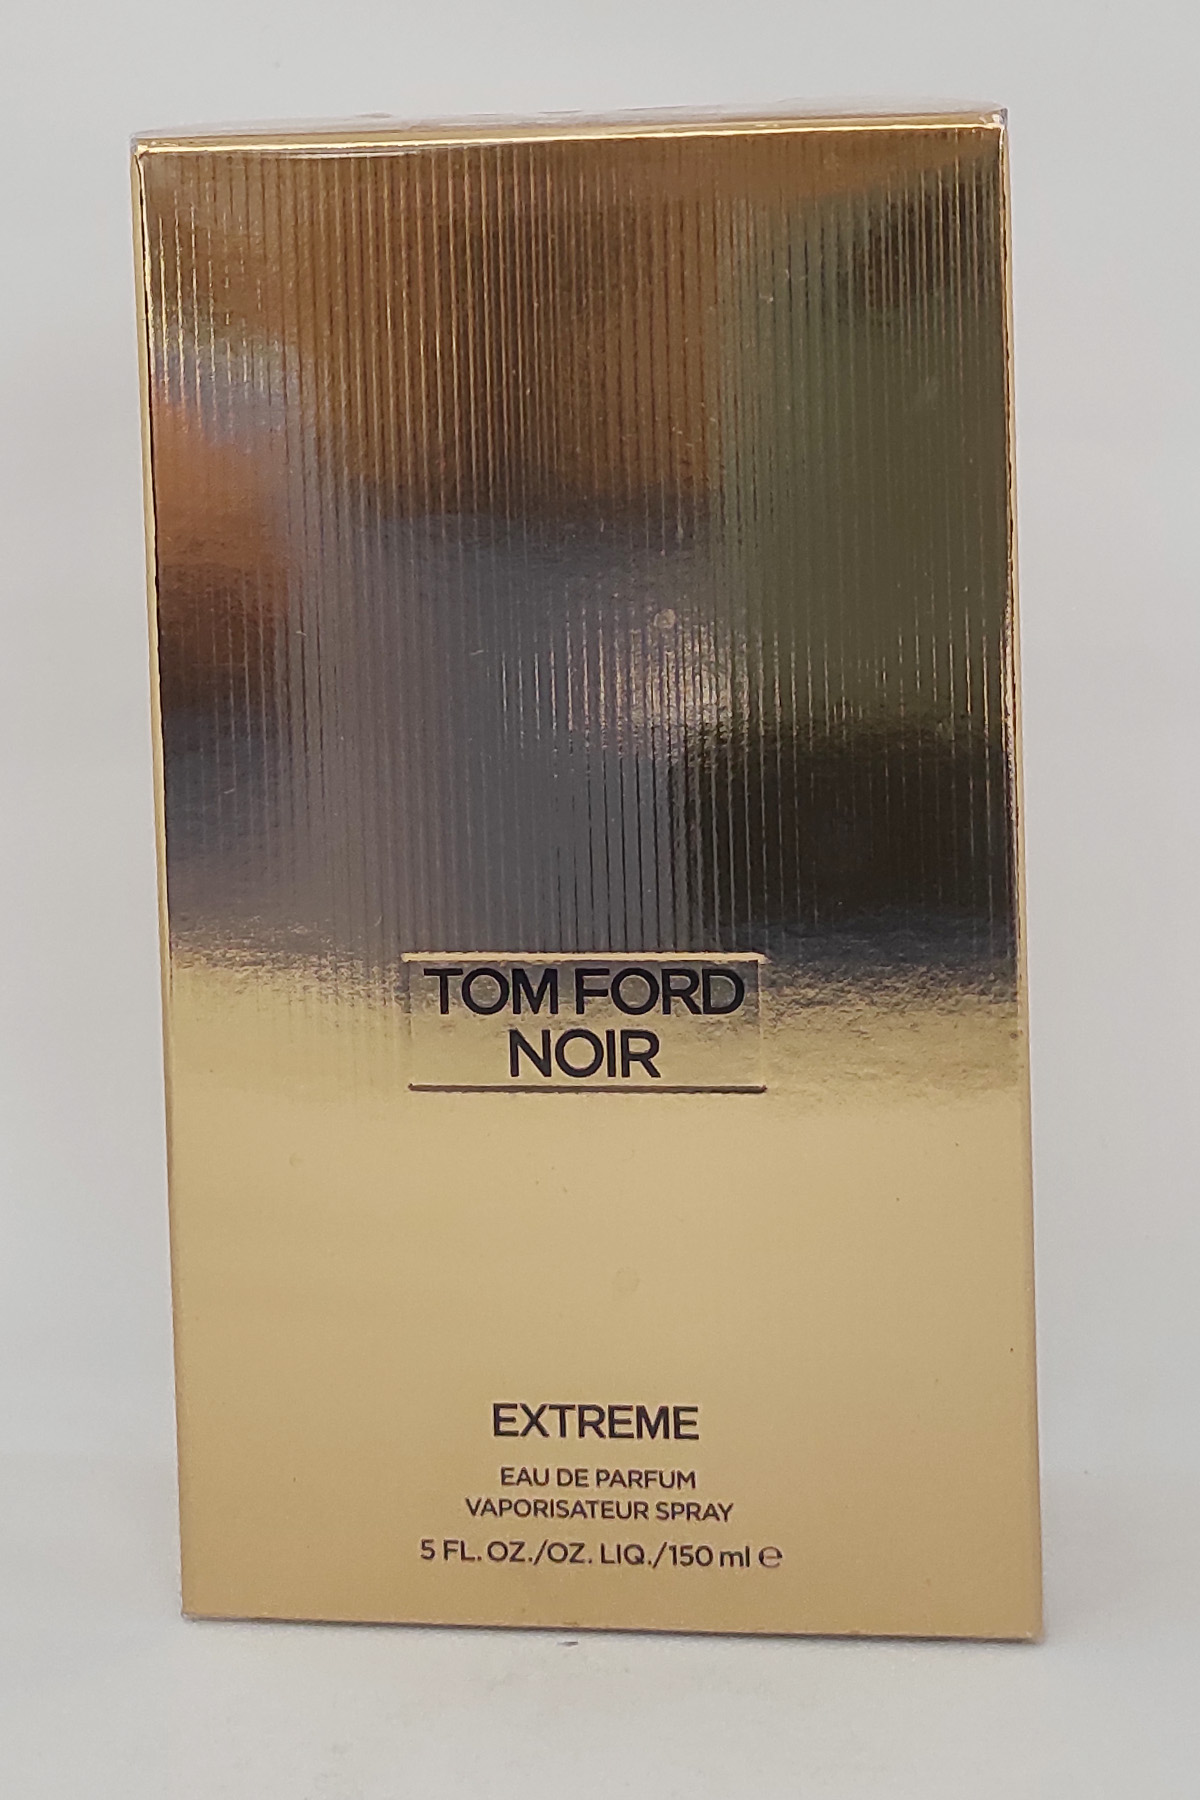 TOM FORD
NOIR
EXTREME
EAU DE PARFUM
VAPORISATEUR SPRAY
5 FL. OZ./OZ. LIQ./150 ml ℮